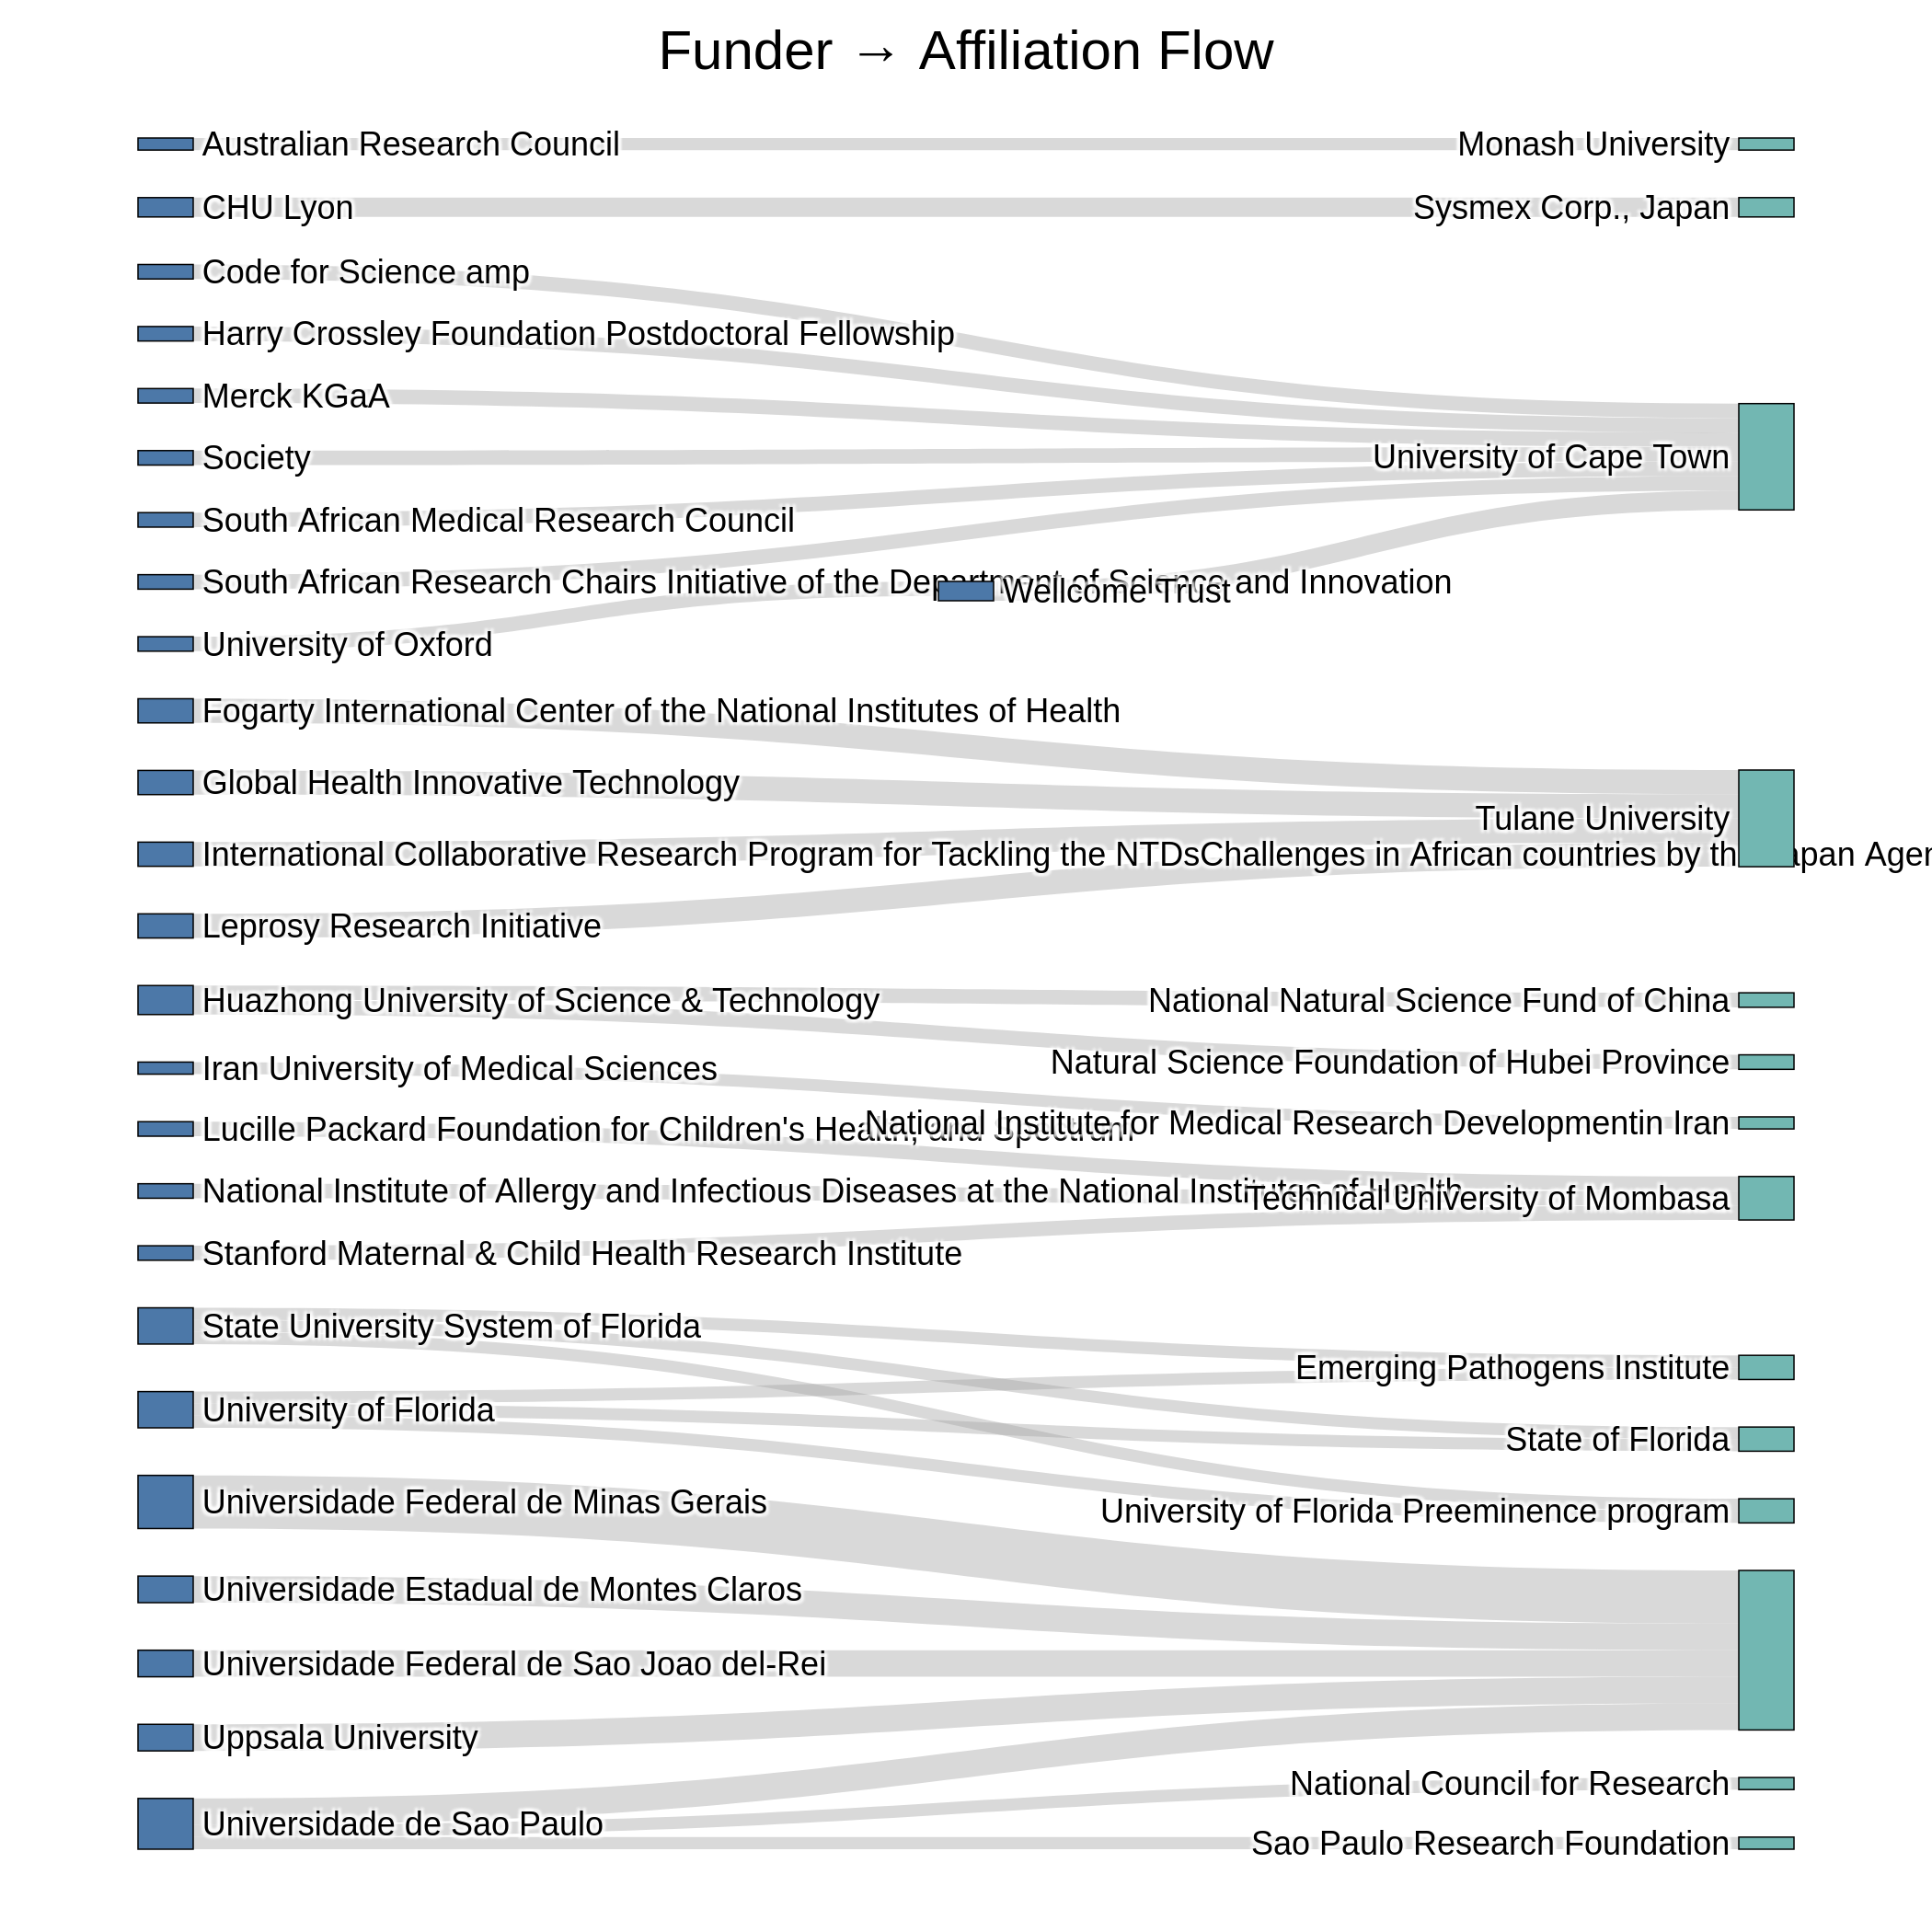 Funder → Affiliation Flow
Australian Research Council
Monash University
CHU Lyon
Sysmex Corp., Japan
Code for Science amp
Harry Crossley Foundation Postdoctoral Fellowship
Merck KGaA
Society
University of Cape Town
South African Medical Research Council
South African Research Chairs Initiative of the Department of Science and Innovation
Wellcome Trust
University of Oxford
Fogarty International Center of the National Institutes of Health
Global Health Innovative Technology
Tulane University
International Collaborative Research Program for Tackling the NTDsChallenges in African countries by
Leprosy Research Initiative
Huazhong University of Science & Technology
National Natural Science Fund of China
Natural Science Foundation of Hubei Province
Iran University of Medical Sciences
National Institute for Medical Research Developmentin Iran
Lucille Packard Foundation for Children's Health, and Spectrum
National Institute of Allergy and Infectious Diseases at the National Institutes of Health
Technical University of Mombasa
Stanford Maternal & Child Health Research Institute
State University System of Florida
Emerging Pathogens Institute
University of Florida
State of Florida
Universidade Federal de Minas Gerais
University of Florida Preeminence program
Universidade Estadual de Montes Claros
Universidade Federal de Sao Joao del-Rei
Uppsala University
National Council for Research
Universidade de Sao Paulo
Sao Paulo Research Foundation